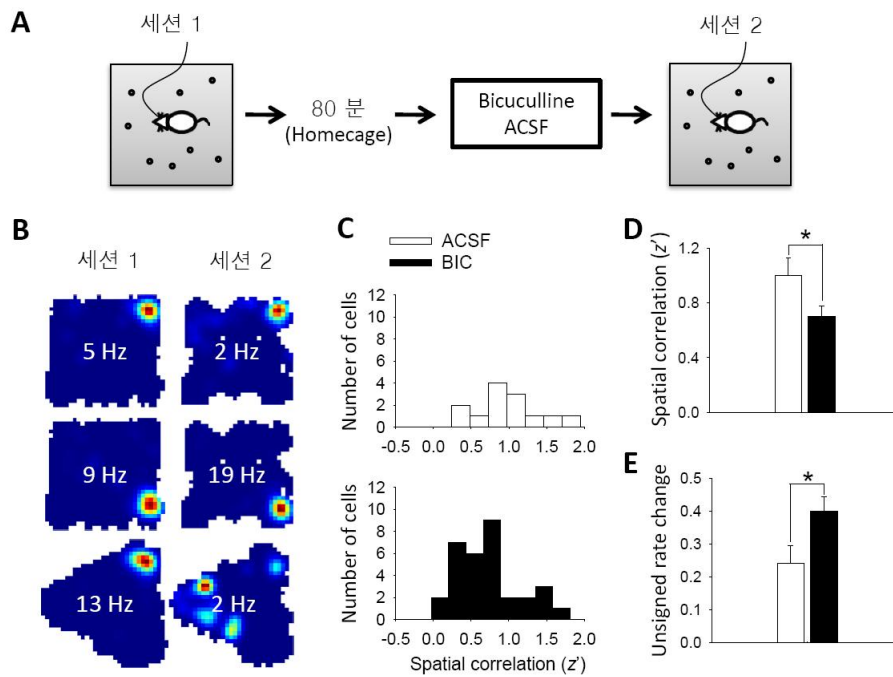 A
세션 1
세션 2
80 분
(Homecage)
Bicuculline
ACSF
B
세션 1
세션 2
5 Hz
2 Hz
9 Hz
19 Hz
13 Hz
2 Hz
C
ACSF
BIC
Number of cells
12
10
8
6
4
2
0
-0.5
0.0
0.5
1.0
1.5
2.0
Number of cells
12
10
8
6
4
2
0
-0.5
0.0
0.5
1.0
1.5
2.0
Spatial correlation (z')
D
*
Spatial correlation (z')
1.2
0.8
0.4
0.0
E
*
Unsigned rate change
0.5
0.4
0.3
0.2
0.1
0.0